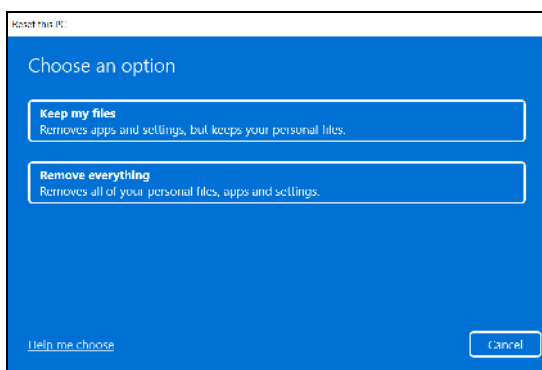 Reset this PC
Choose an option
Keep my files
Removes apps and settings, but keeps your personal files.
Remove everything
Removes all of your personal files, apps and settings.
Help me choose
Cancel